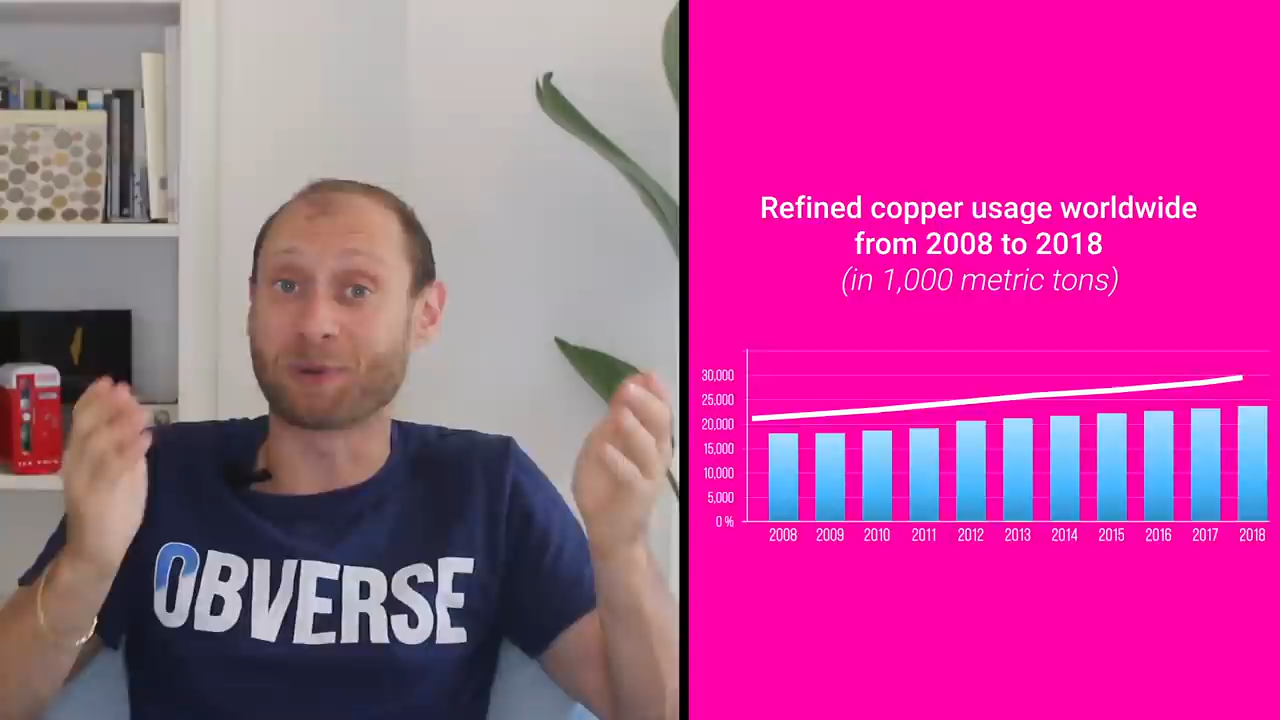 OBVERSE
Refined copper usage worldwide
from 2008 to 2018
(in 1,000 metric tons)
30,000
25,000
20,000
15,000
10,000
5,000
0 %
2008 2009 2010 2011 2012 2013 2014 2015 2016 2017 2018